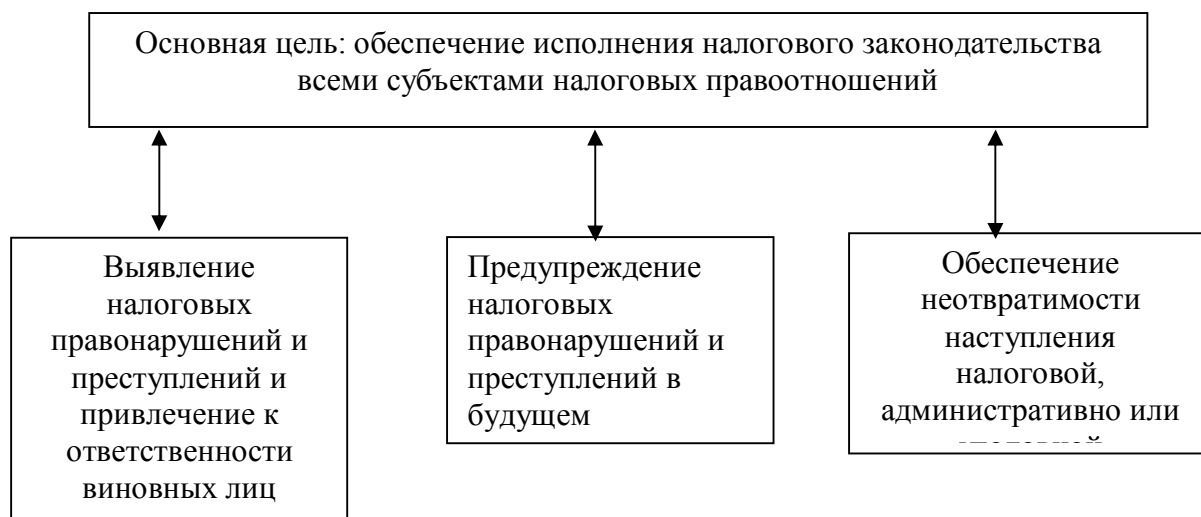 Основная цель: обеспечение исполнения налогового законодательства
всеми субъектами налоговых правоотношений
Выявление
налоговых
правонарушений и
преступлений и
привлечение к
ответственности
виновных лиц
Предупреждение
налоговых
правонарушений и
преступлений в
будущем
Обеспечение
неотвратимости
наступления
налоговой,
административно или